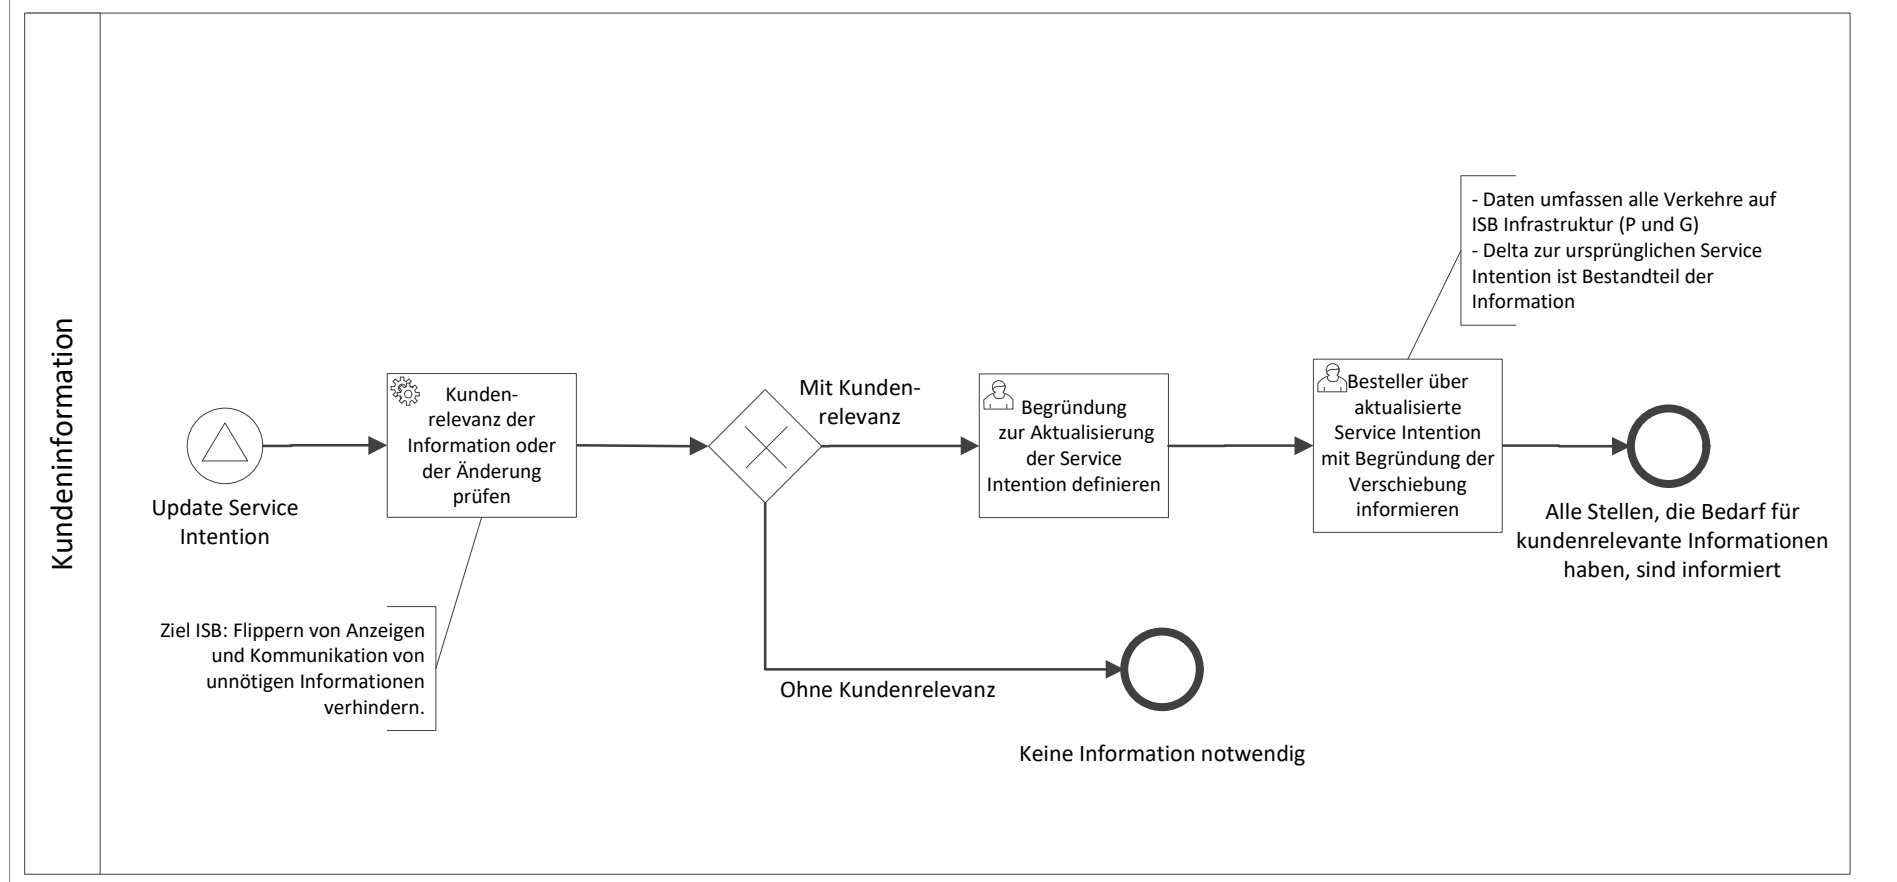 Kundeninformation
Update Service
Intention
Kunden-
relevanz der
Information oder
der Änderung
prüfen
Ziel ISB: Flippern von Anzeigen
und Kommunikation von
unnötigen Informationen
verhindern.
Mit Kunden-
relevanz
Ohne Kundenrelevanz
Keine Information notwendig
Begründung
zur Aktualisierung
der Service
Intention definieren
- Daten umfassen alle Verkehre auf
ISB Infrastruktur (P und G)
- Delta zur ursprünglichen Service
Intention ist Bestandteil der
Information
Besteller über
aktualisierte
Service Intention
mit Begründung der
Verschiebung
informieren
Alle Stellen, die Bedarf für
kundenrelevante Informationen
haben, sind informiert